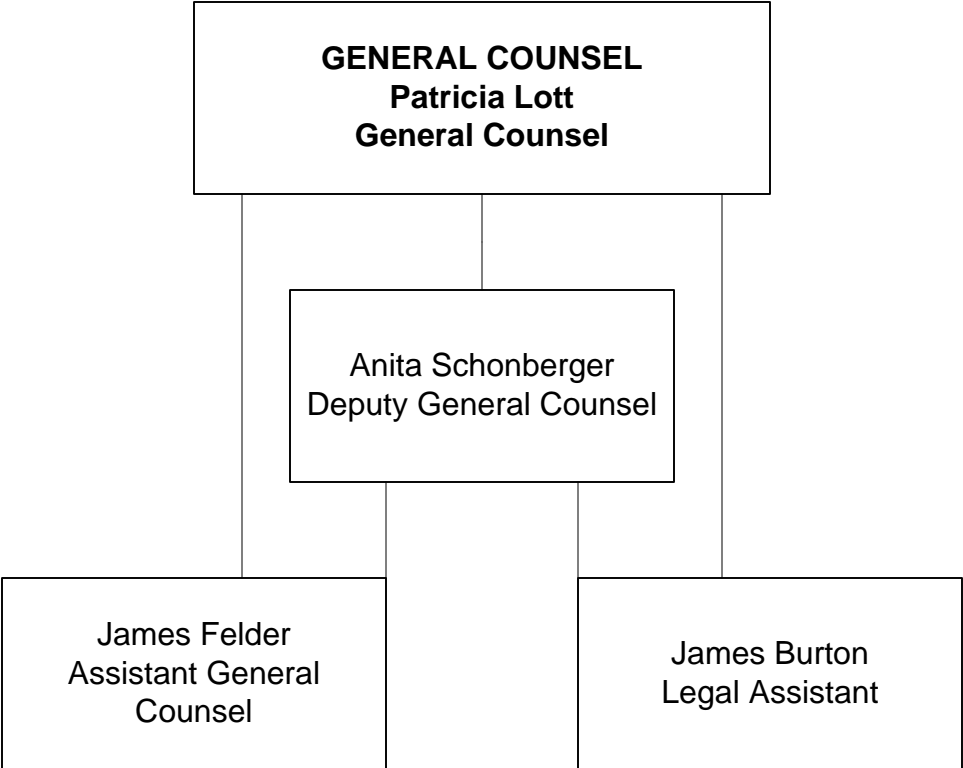 GENERAL COUNSEL
Patricia Lott
General Counsel
Anita Schonberger
Deputy General Counsel
James Felder
Assistant General
Counsel
James Burton
Legal Assistant